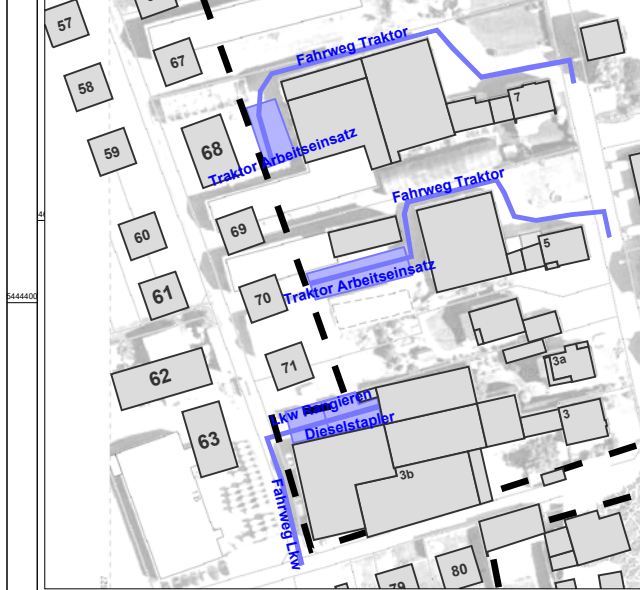 57
67
58
Fahrweg Traktor
7
68
59
Traktor Arbeitseinsatz
Fahrweg Traktor
69
60
5
70
Traktor Arbeitseinsatz
61
5444400
71
3a
62
Lkw Rangieren
Dieselstapler
3
63
3b
Fahrweg Lkw
80
79